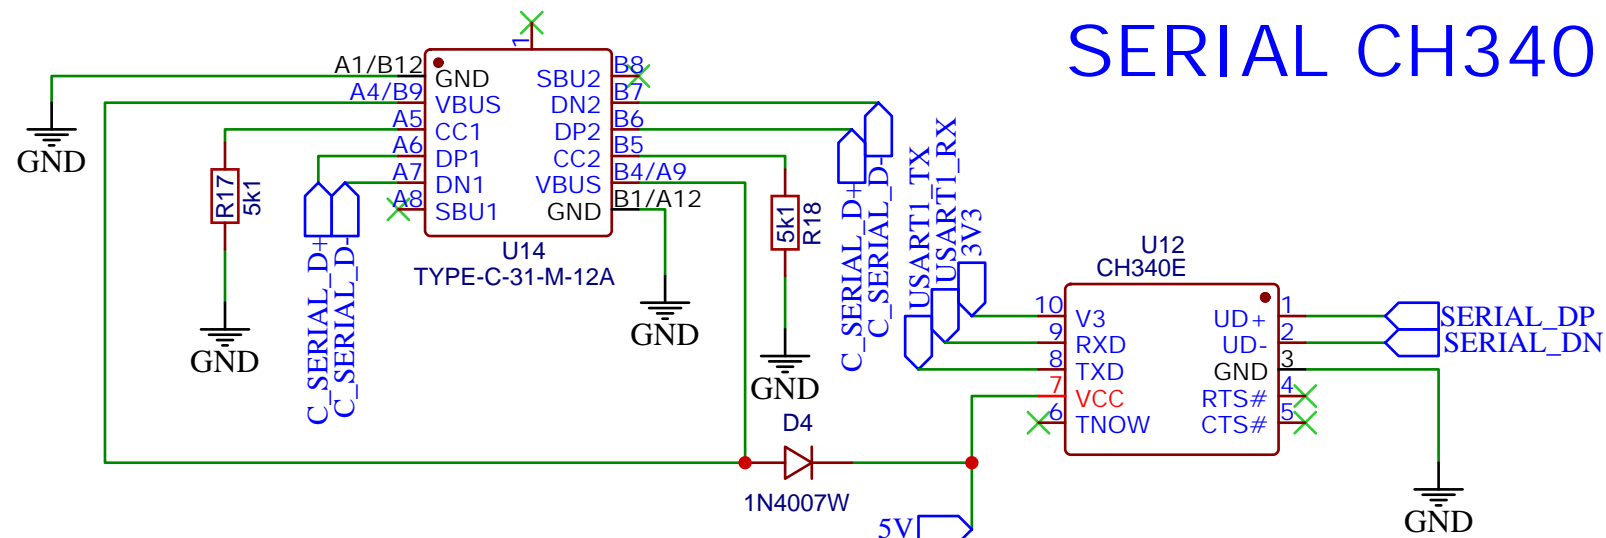 SERIAL CH340
1
A1/B12 GND
A4/B9 VBUS
A5 CC1
A6 DP1
A7 DN1
A8 SBU1
SBU2 B8
DN2 B7
DP2 B6
CC2 B5
VBUS B4/A9
GND B1/A12
U14
TYPE-C-31-M-12A
GND
R17
5k1
GND
C_SERIAL_D+
C_SERIAL_D-
GND
5k1
R18
GND
C_SERIAL_D+
C_SERIAL_D-
USART1_TX
USART1_RX
3V3
U12
CH340E
10 V3
9 RXD
8 TXD
7 VCC
6 TNOW
UD+ 1
UD- 2
GND 3
RTS# 4
CTS# 5
SERIAL_DP
SERIAL_DN
GND
D4
1N4007W
5V